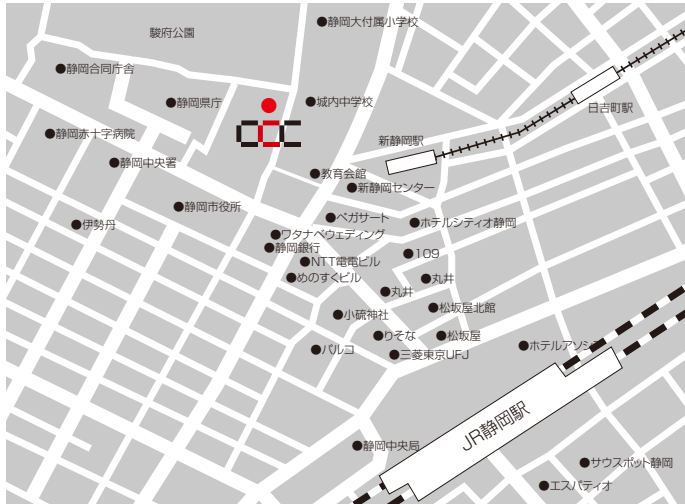 静岡大付属小学校
駿府公園
静岡合同庁舎
静岡県庁
城内中学校
日吉町駅
静岡赤十字病院
新静岡駅
静岡中央署
教育会館
新静岡センター
静岡市役所
ペガサート
伊勢丹
ホテルシティオ静岡
ワタナベウェディング
静岡銀行
109
NTT電電ビル
めのすくビル
丸井
丸井
松坂屋北館
小硫神社
りそな
松坂屋
パルコ
三菱東京UFJ
ホテルアソシア
JR静岡駅
静岡中央局
サウスポット静岡
エスパティオ